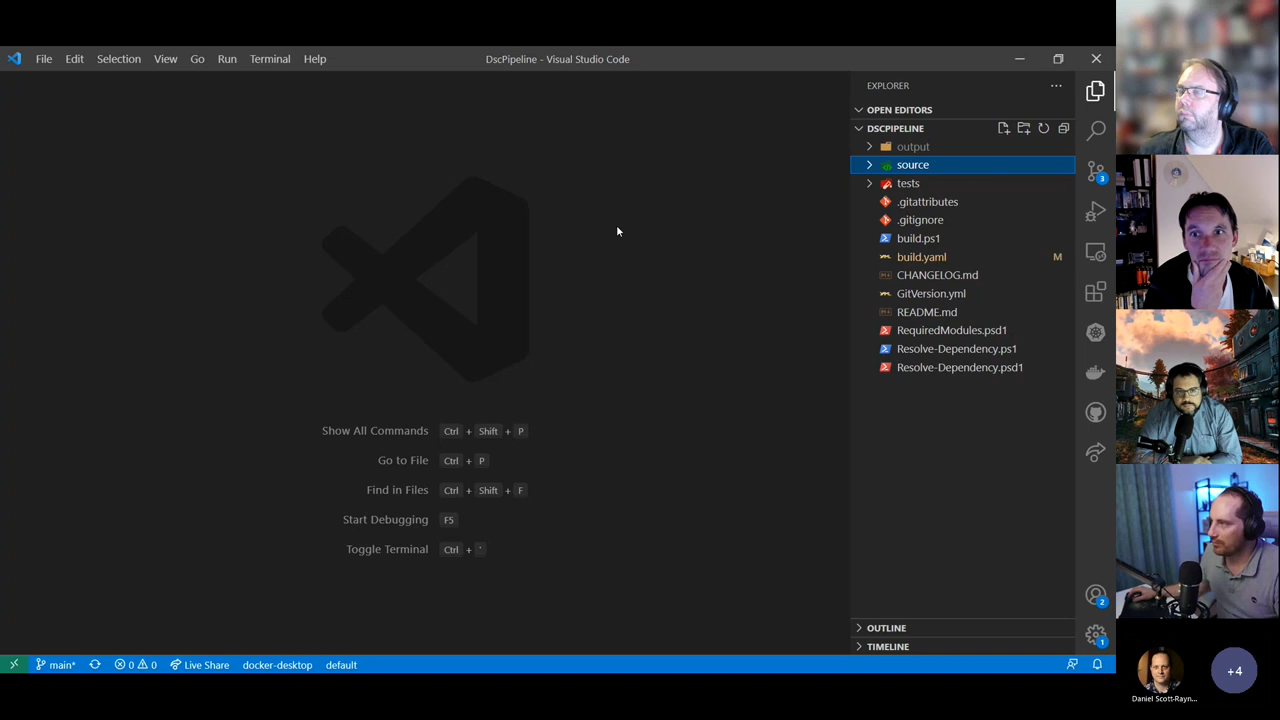 File Edit Selection View Go Run Terminal Help
DscPipeline - Visual Studio Code
EXPLORER
OPEN EDITORS
DSCPIPELINE
output
source
tests
.gitattributes
.gitignore
build.ps1
build.yaml M
CHANGELOG.md
GitVersion.yml
README.md
RequiredModules.psd1
Resolve-Dependency.ps1
Resolve-Dependency.psd1
3
Show All Commands Ctrl + Shift + P
Go to File Ctrl + P
Find in Files Ctrl + Shift + F
Start Debugging F5
Toggle Terminal Ctrl + '
OUTLINE
TIMELINE
2
1
main* 0 0 Live Share docker-desktop default
Daniel Scott-Rayn...
+4